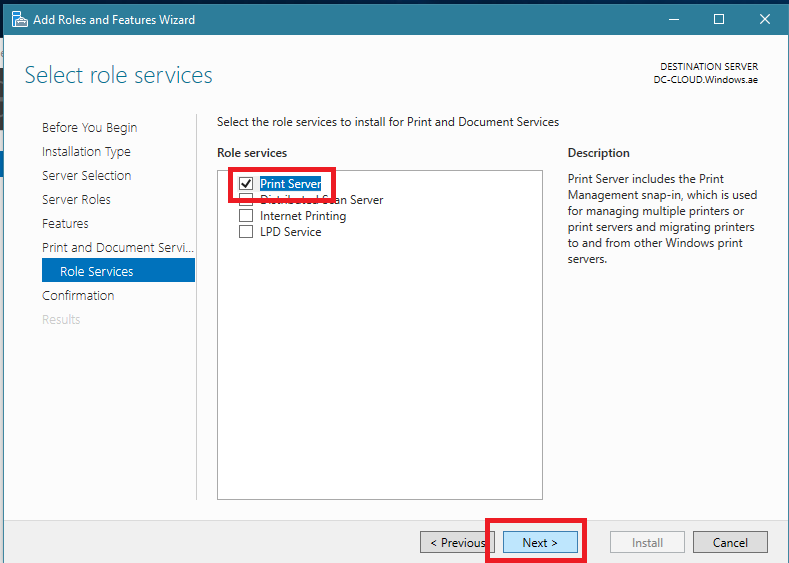 Add Roles and Features Wizard
Select role services
DESTINATION SERVER
DC-CLOUD.Windows.ae
Before You Begin
Installation Type
Server Selection
Server Roles
Features
Print and Document Servi...
Role Services
Confirmation
Results
Select the role services to install for Print and Document Services
Role services
Print Server
Distributed Scan Server
Internet Printing
LPD Service
Description
Print Server includes the Print
Management snap-in, which is used
for managing multiple printers or
print servers and migrating printers
to and from other Windows print
servers.
< Previous
Next >
Install
Cancel